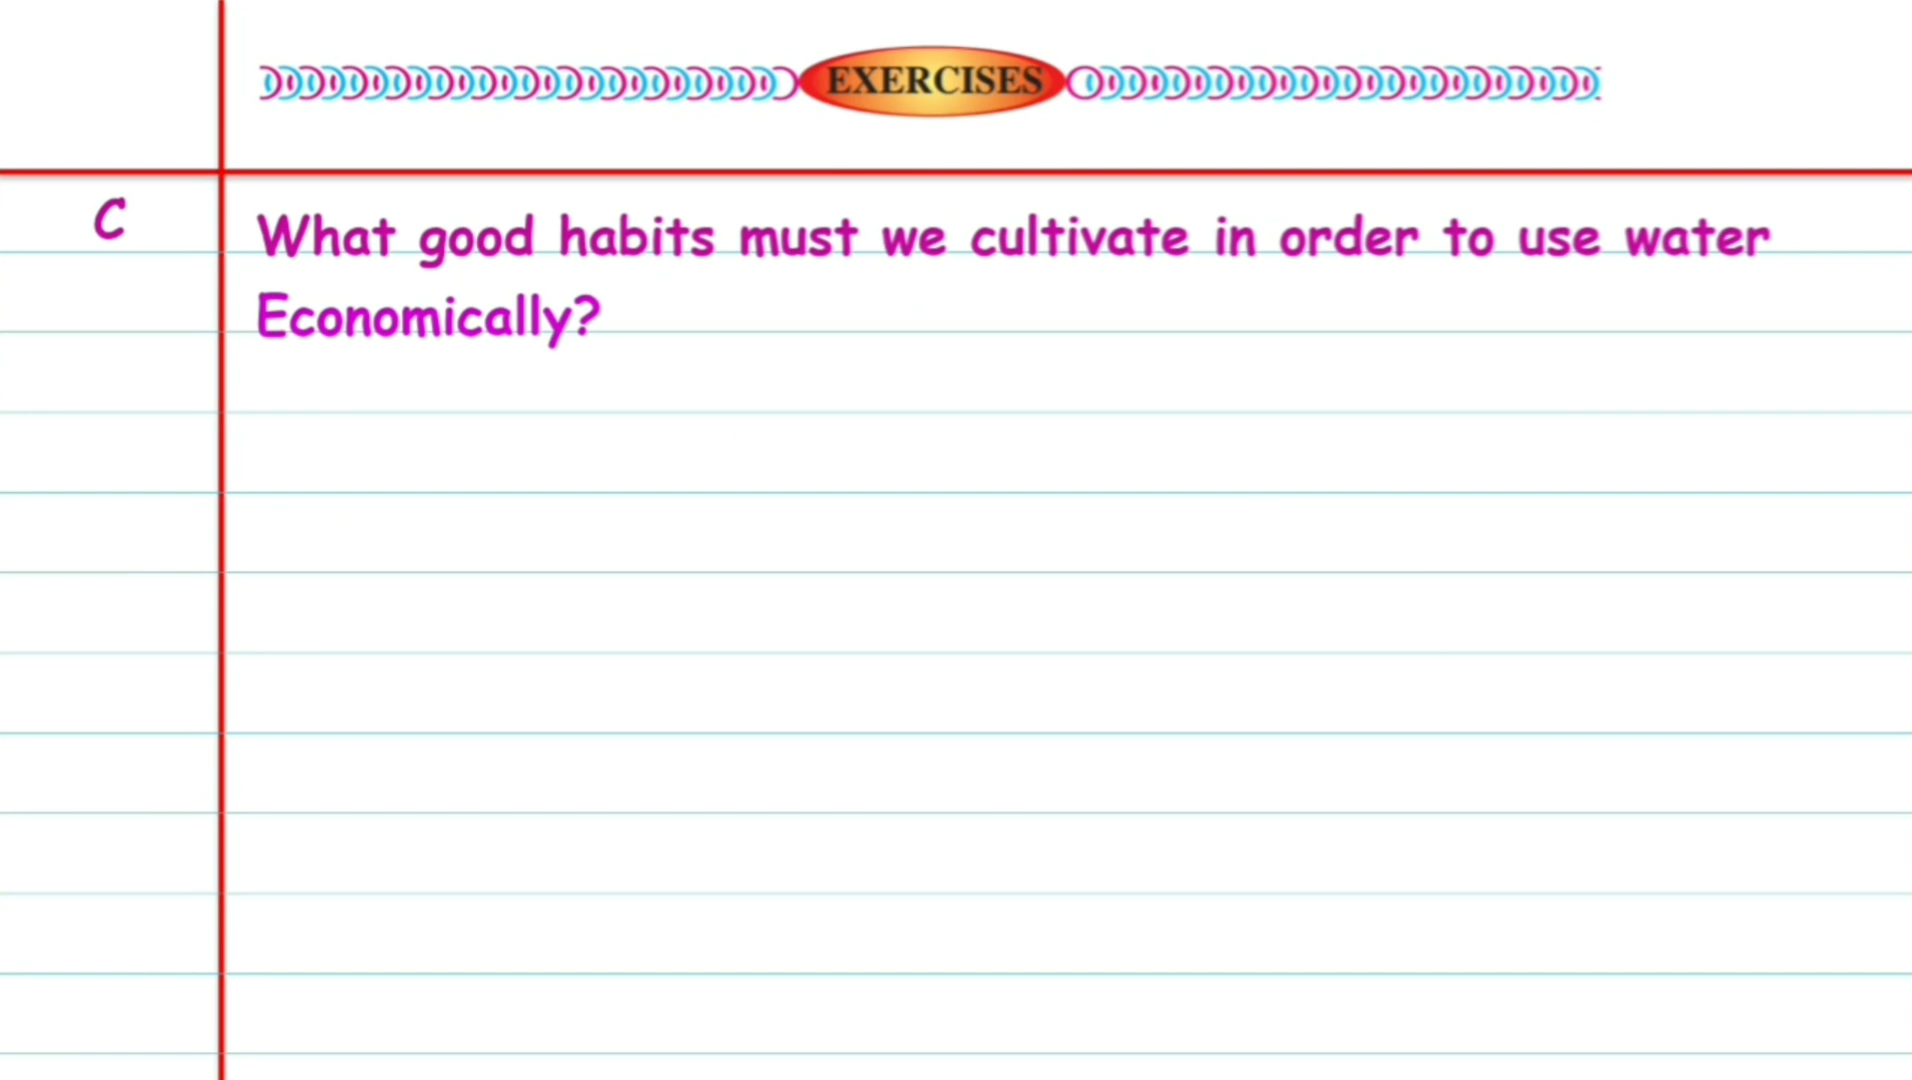 EXERCISES
C
What good habits must we cultivate in order to use water
Economically?